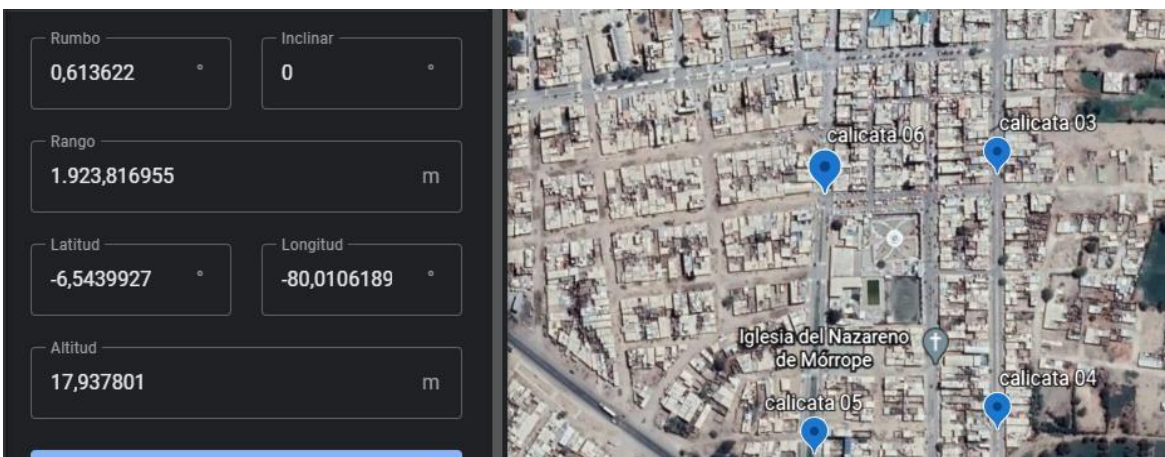 Rumbo
0,613622 °
Inclinar
0 °
Rango
1.923,816955 m
Latitud
-6,5439927 °
Longitud
-80,0106189 °
Altitud
17,937801 m
calicata 06
calicata 03
Iglesia del Nazareno
de Mórrope
calicata 04
calicata 05